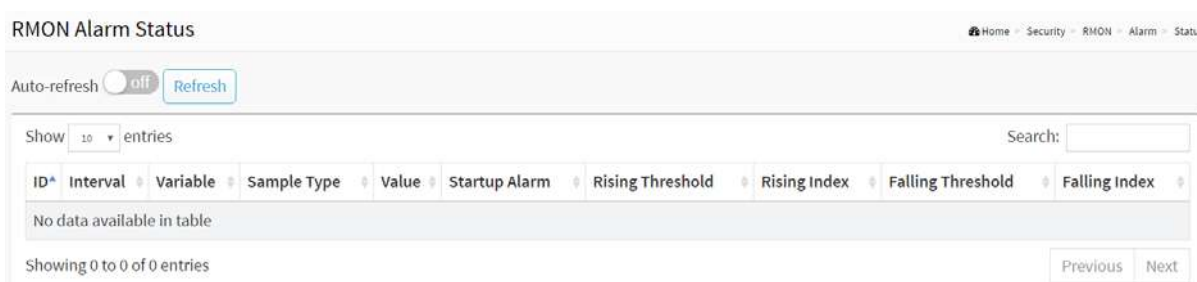 RMON Alarm Status
Home > Security > RMON > Alarm > Statu
Auto-refresh off Refresh
Show 10 entries Search:
ID Interval Variable Sample Type Value Startup Alarm Rising Threshold Rising Index Falling Threshold Falling Index
No data available in table
Showing 0 to 0 of 0 entries Previous Next